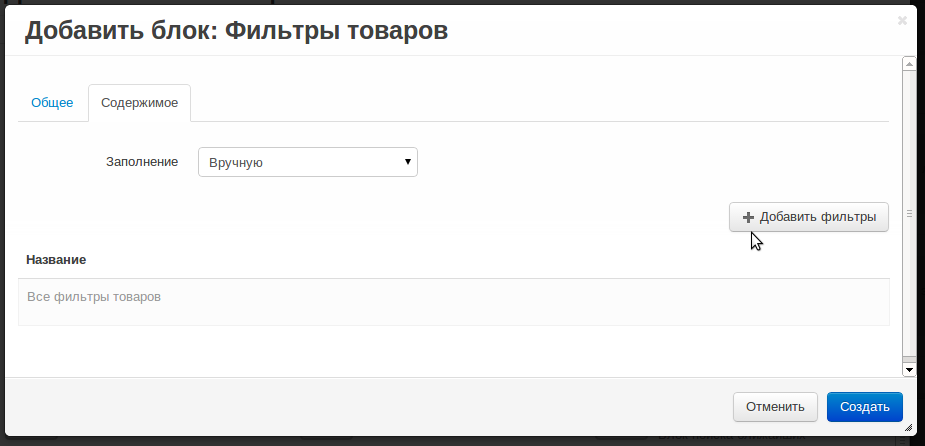 Добавить блок: Фильтры товаров
Общее
Содержимое
Заполнение
Вручную
Добавить фильтры
Название
Все фильтры товаров
Отменить
Создать